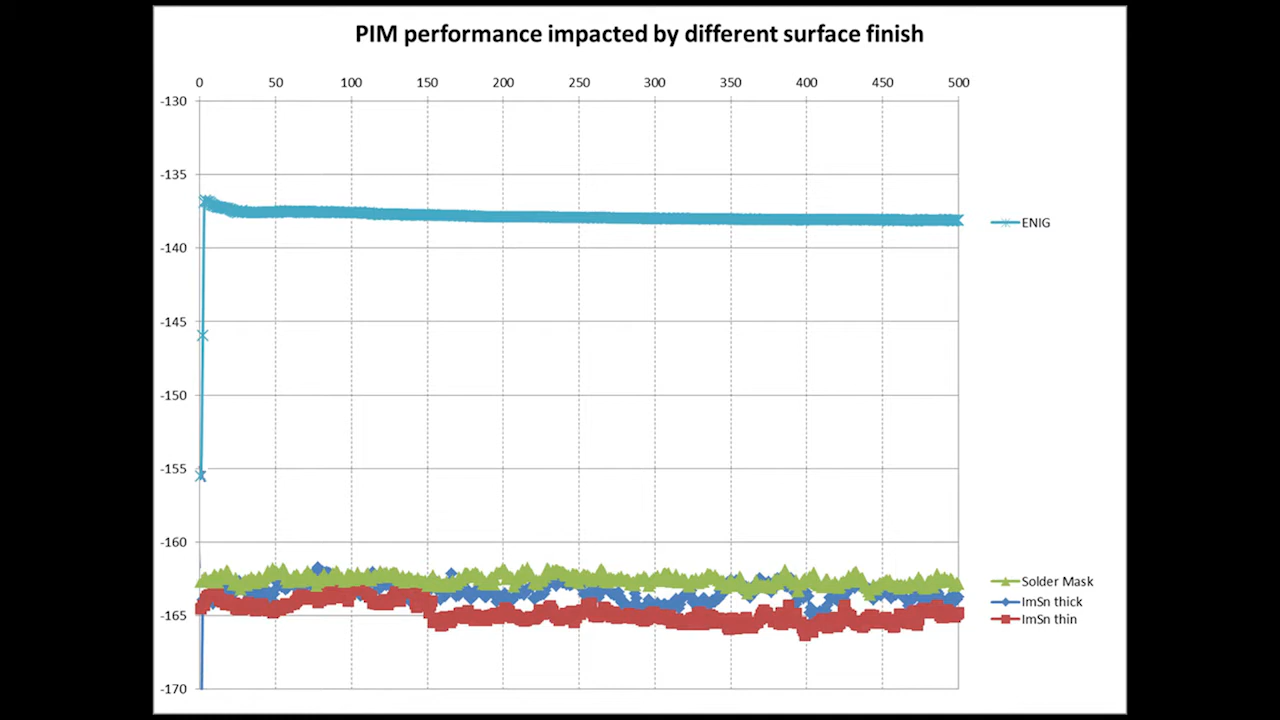 PIM performance impacted by different surface finish
0 50 100 150 200 250 300 350 400 450 500
-130
-135
-140
-145
-150
-155
-160
-165
-170
ENIG
Solder Mask
ImSn thick
ImSn thin